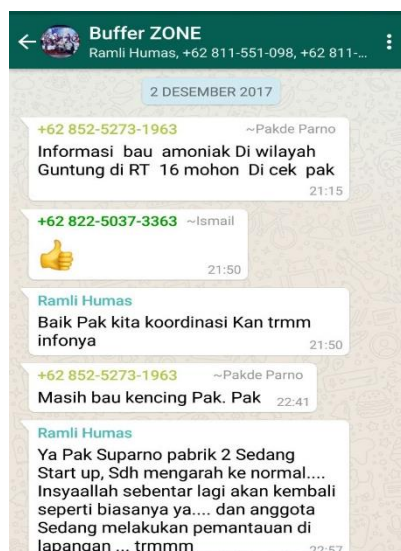 Buffer ZONE
Ramli Humas, +62 811-551-098, +62 811-...
2 DESEMBER 2017
+62 852-5273-1963 ~Pakde Parno
Informasi bau amoniak Di wilayah
Guntung di RT 16 mohon Di cek pak
21:15
+62 822-5037-3363 ~Ismail
21:50
Ramli Humas
Baik Pak kita koordinasi Kan trmm
infonya
21:50
+62 852-5273-1963 ~Pakde Parno
Masih bau kencing Pak. Pak 22:41
Ramli Humas
Ya Pak Suparno pabrik 2 Sedang
Start up, Sdh mengarah ke normal....
Insyaallah sebentar lagi akan kembali
seperti biasanya ya.... dan anggota
Sedang melakukan pemantauan di
lapangan ... trmmm 22:57